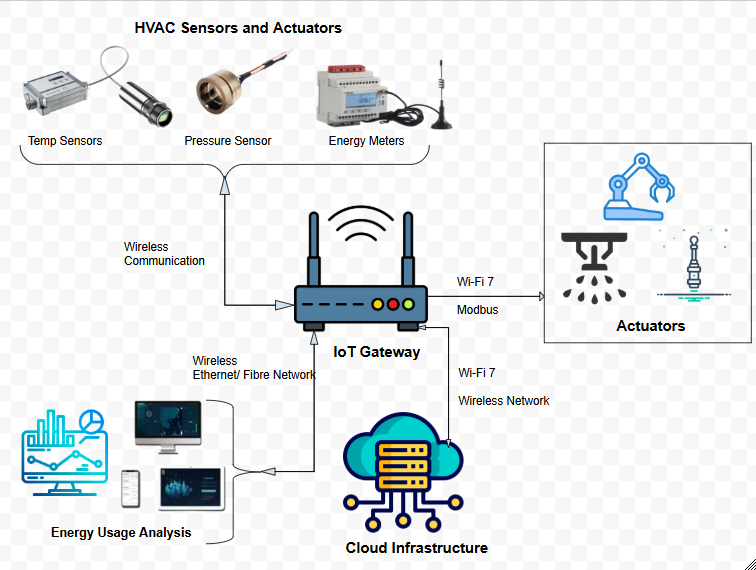 HVAC Sensors and Actuators
Temp Sensors
Pressure Sensor
Energy Meters
Wireless
Communication
Wi-Fi 7
Modbus
Actuators
IoT Gateway
Wireless
Ethernet/ Fibre Network
Wi-Fi 7
Wireless Network
Energy Usage Analysis
Cloud Infrastructure